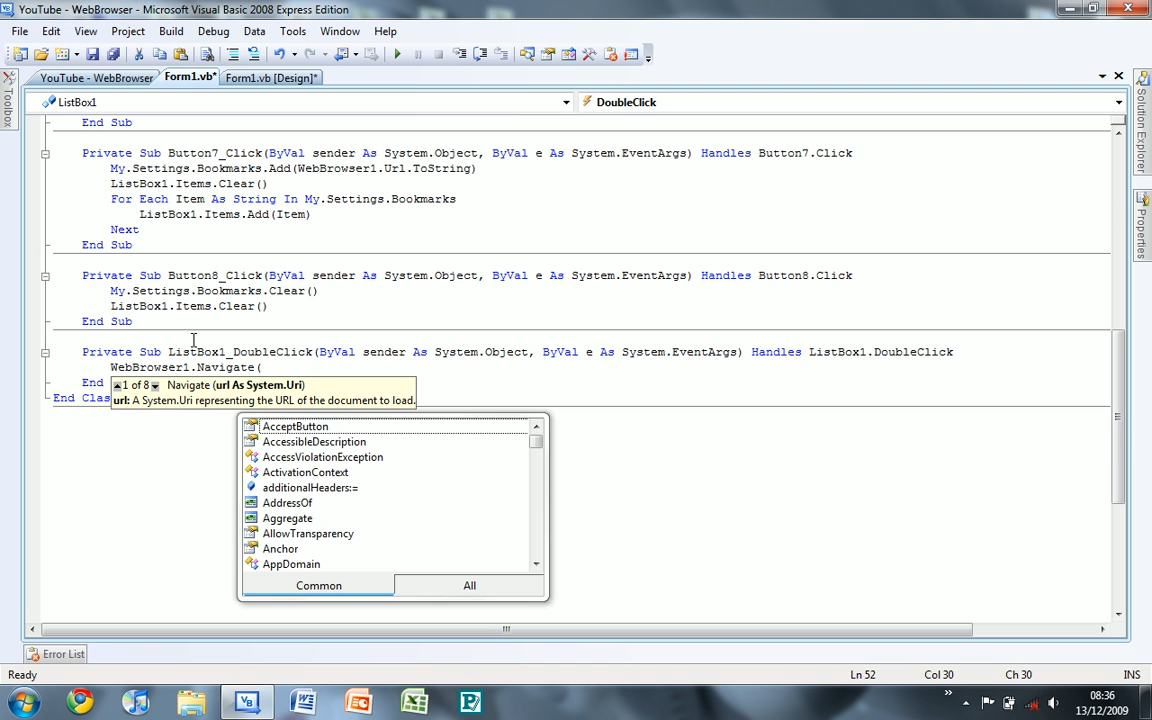 YouTube - WebBrowser - Microsoft Visual Basic 2008 Express Edition
File Edit View Project Build Debug Data Tools Window Help
YouTube - WebBrowser Form1.vb* Form1.vb [Design]*
Toolbox
ListBox1 DoubleClick
Solution Explorer
Properties
End Sub
Private Sub Button7_Click(ByVal sender As System.Object, ByVal e As System.EventArgs) Handles Button7.Click
My.Settings.Bookmarks.Add(WebBrowser1.Url.ToString)
ListBox1.Items.Clear()
For Each Item As String In My.Settings.Bookmarks
ListBox1.Items.Add(Item)
Next
End Sub
Private Sub Button8_Click(ByVal sender As System.Object, ByVal e As System.EventArgs) Handles Button8.Click
My.Settings.Bookmarks.Clear()
ListBox1.Items.Clear()
End Sub
Private Sub ListBox1_DoubleClick(ByVal sender As System.Object, ByVal e As System.EventArgs) Handles ListBox1.DoubleClick
WebBrowser1.Navigate(
End
1 of 8 Navigate (url As System.Uri)
End Clas
url: A System.Uri representing the URL of the document to load.
AcceptButton
AccessibleDescription
AccessViolationException
ActivationContext
additionalHeaders:=
AddressOf
Aggregate
AllowTransparency
Anchor
AppDomain
Common All
Error List
Ready Ln 52 Col 30 Ch 30 INS
08:36
13/12/2009